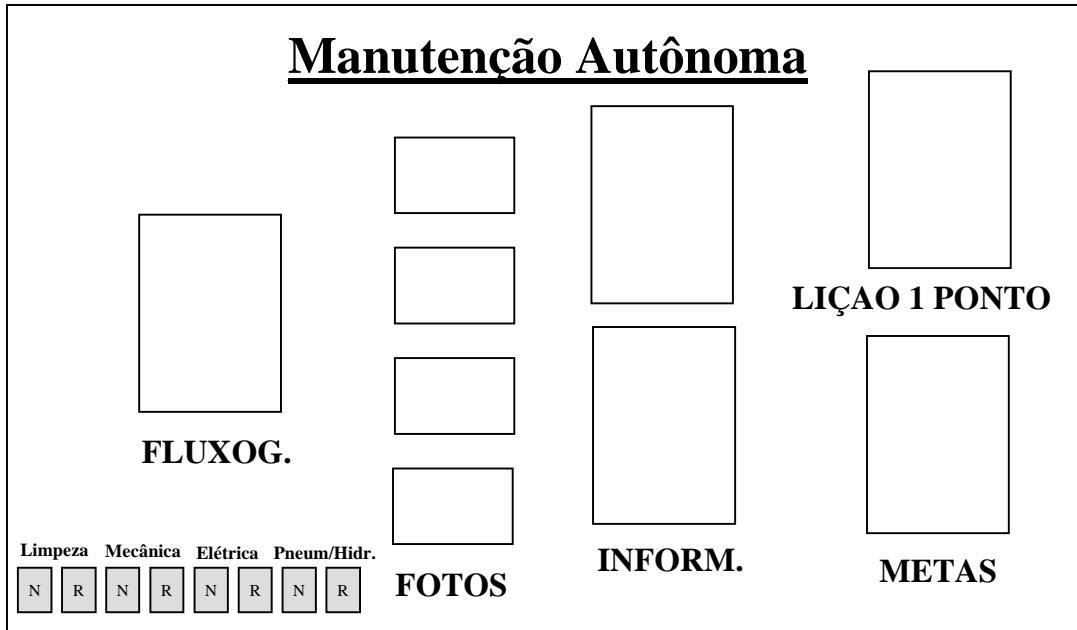 Manutenção Autônoma
LIÇAO 1 PONTO
FLUXOG.
Limpeza Mecânica Elétrica Pneum/Hidr.
N R N R N R N R
FOTOS
INFORM.
METAS